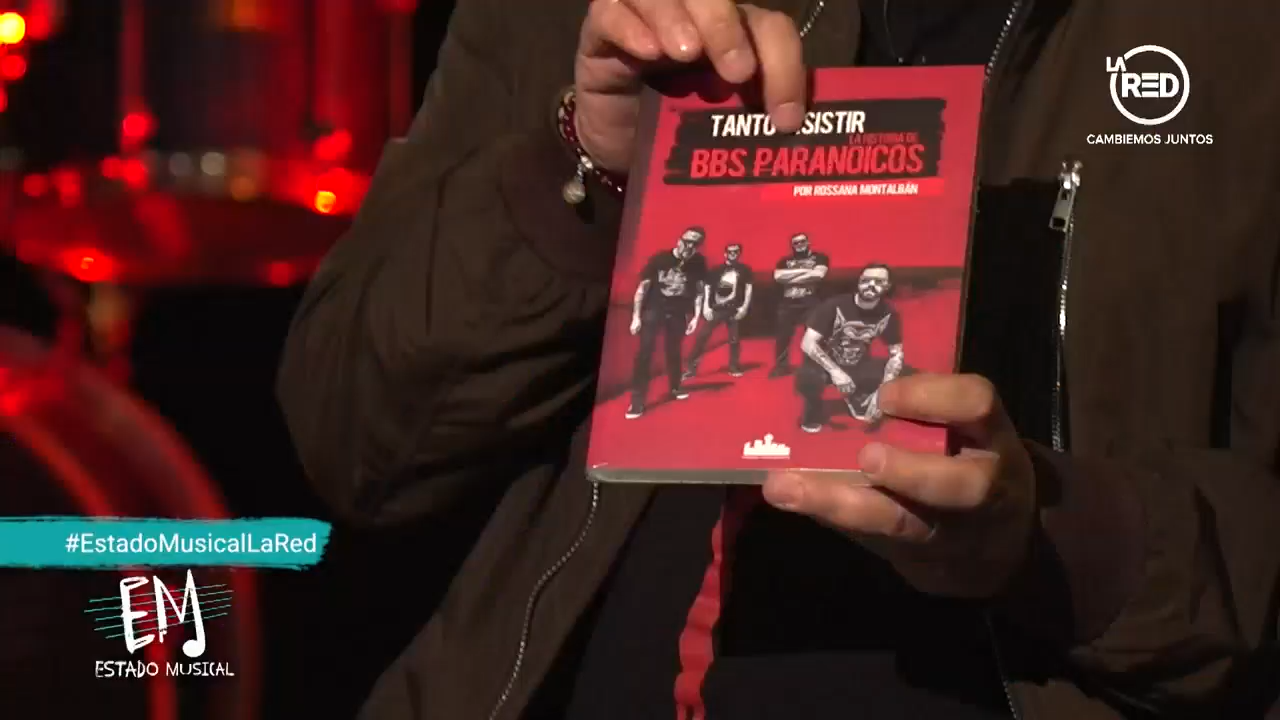 TANTO
LA HISTORIA DE
BBS PARANOICOS
POR ROSSANA MONTALBÁN
LA
RED
CAMBIEMOS JUNTOS
#EstadoMusicalLaRed
EM
ESTADO MUSICAL